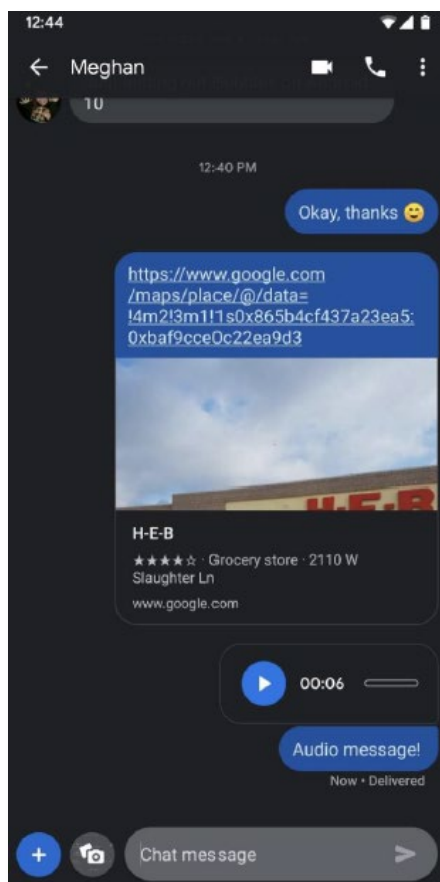 12:44
Meghan
10
12:40 PM
Okay, thanks
https://www.google.com
/maps/place/@/data=
!4m2!3m1!1s0x865b4cf437a23ea5:
0xbaf9cce0c22ea9d3
H-E-B
H-E-B
★★★★☆ · Grocery store · 2110 W
Slaughter Ln
www.google.com
00:06
Audio message!
Now • Delivered
Chat message